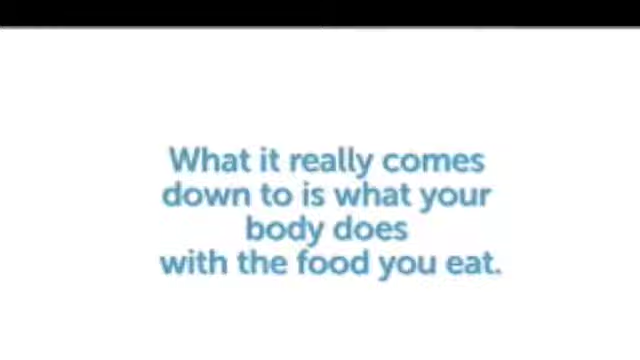 What it really comes
down to is what your
body does
with the food you eat.